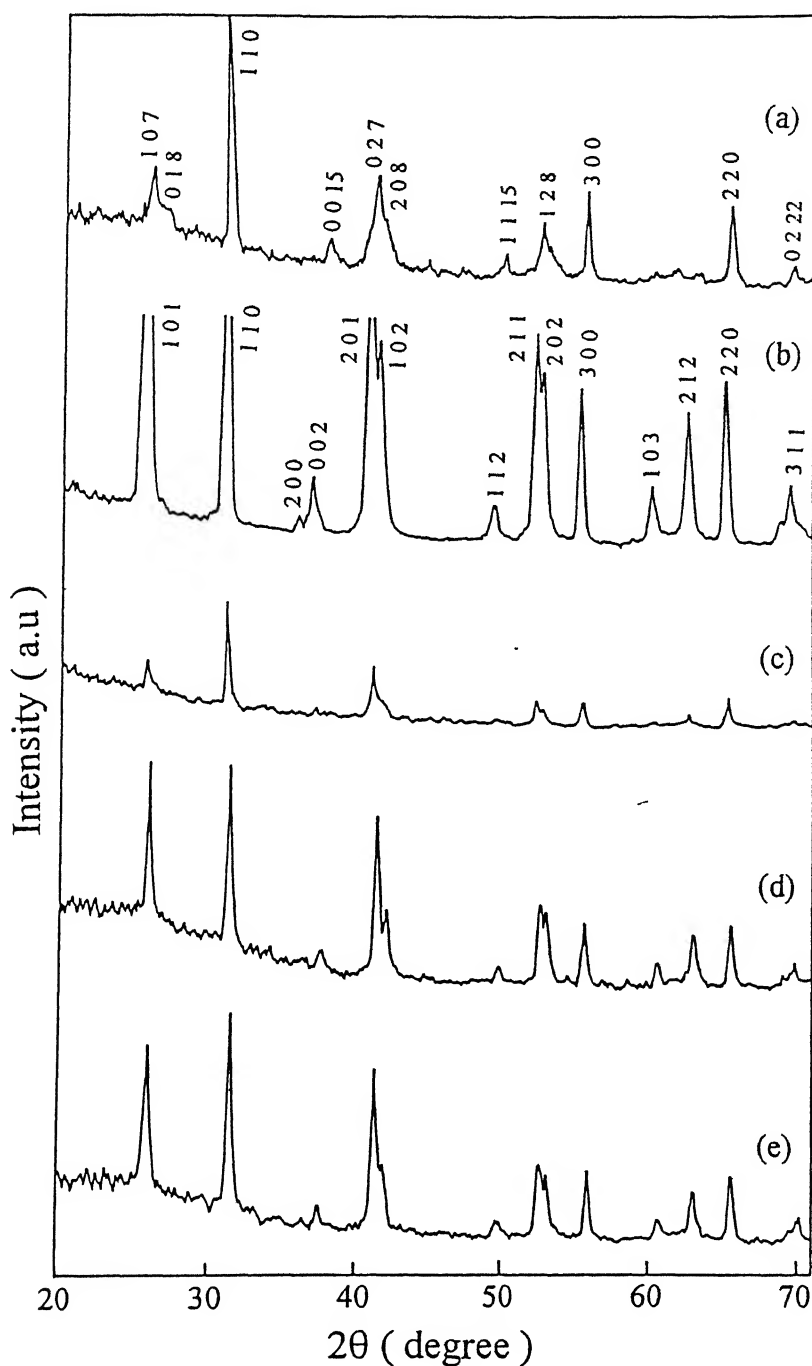 (a)
1 0 7
0 1 8
1 1 0
0 0 15
0 2 7
2 0 8
1 1 15
1 2 8
3 0 0
2 2 0
0 2 22
(b)
1 0 1
1 1 0
2 0 0
0 0 2
2 0 1
1 0 2
1 1 2
2 1 1
2 0 2
3 0 0
1 0 3
2 1 2
2 2 0
3 1 1
(c)
(d)
(e)
Intensity ( a.u )
20 30 40 50 60 70
2θ ( degree )